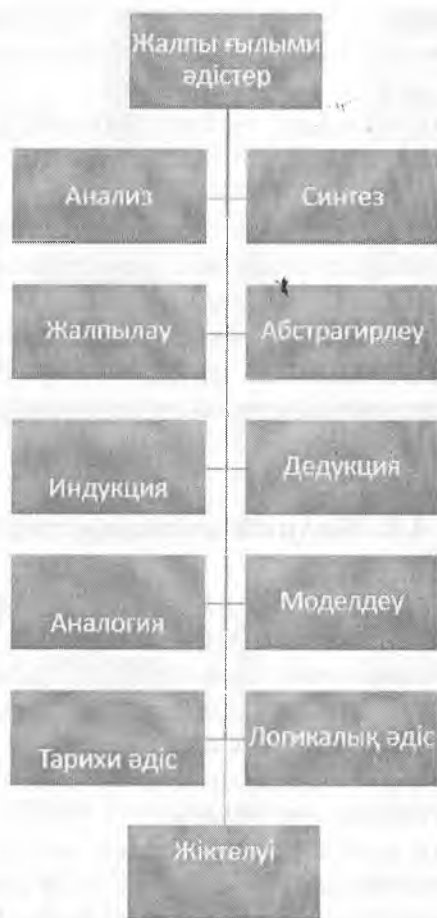 Жалпы ғылыми
әдістер
Анализ
Синтез
Жалпылау
Абстрагирлеу
Индукция
Дедукция
Аналогия
Моделдеу
Тарихи әдіс
Логикалық әдіс
Жіктелуі